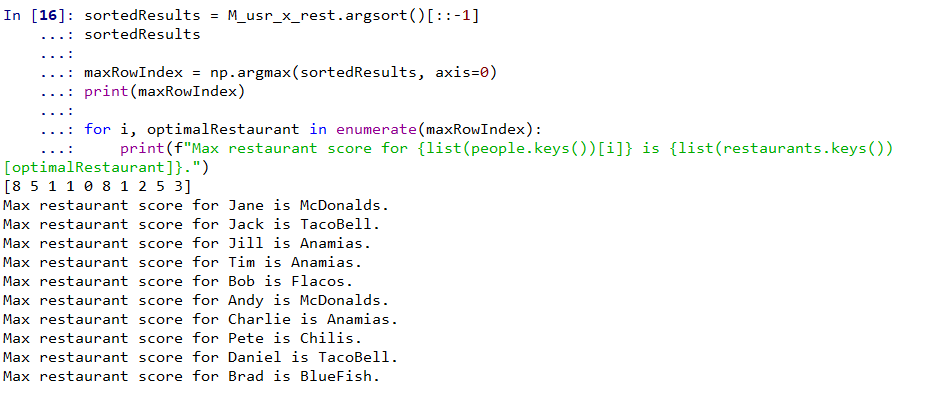 In [16]: sortedResults = M_usr_x_rest.argsort()[::-1]
...: sortedResults
...:
...: maxRowIndex = np.argmax(sortedResults, axis=0)
...: print(maxRowIndex)
...:
...: for i, optimalRestaurant in enumerate(maxRowIndex):
...:     print(f"Max restaurant score for {list(people.keys())[i]} is {list(restaurants.keys())
[optimalRestaurant]}.")
[8 5 1 1 0 8 1 2 5 3]
Max restaurant score for Jane is McDonalds.
Max restaurant score for Jack is TacoBell.
Max restaurant score for Jill is Anamias.
Max restaurant score for Tim is Anamias.
Max restaurant score for Bob is Flacos.
Max restaurant score for Andy is McDonalds.
Max restaurant score for Charlie is Anamias.
Max restaurant score for Pete is Chilis.
Max restaurant score for Daniel is TacoBell.
Max restaurant score for Brad is BlueFish.